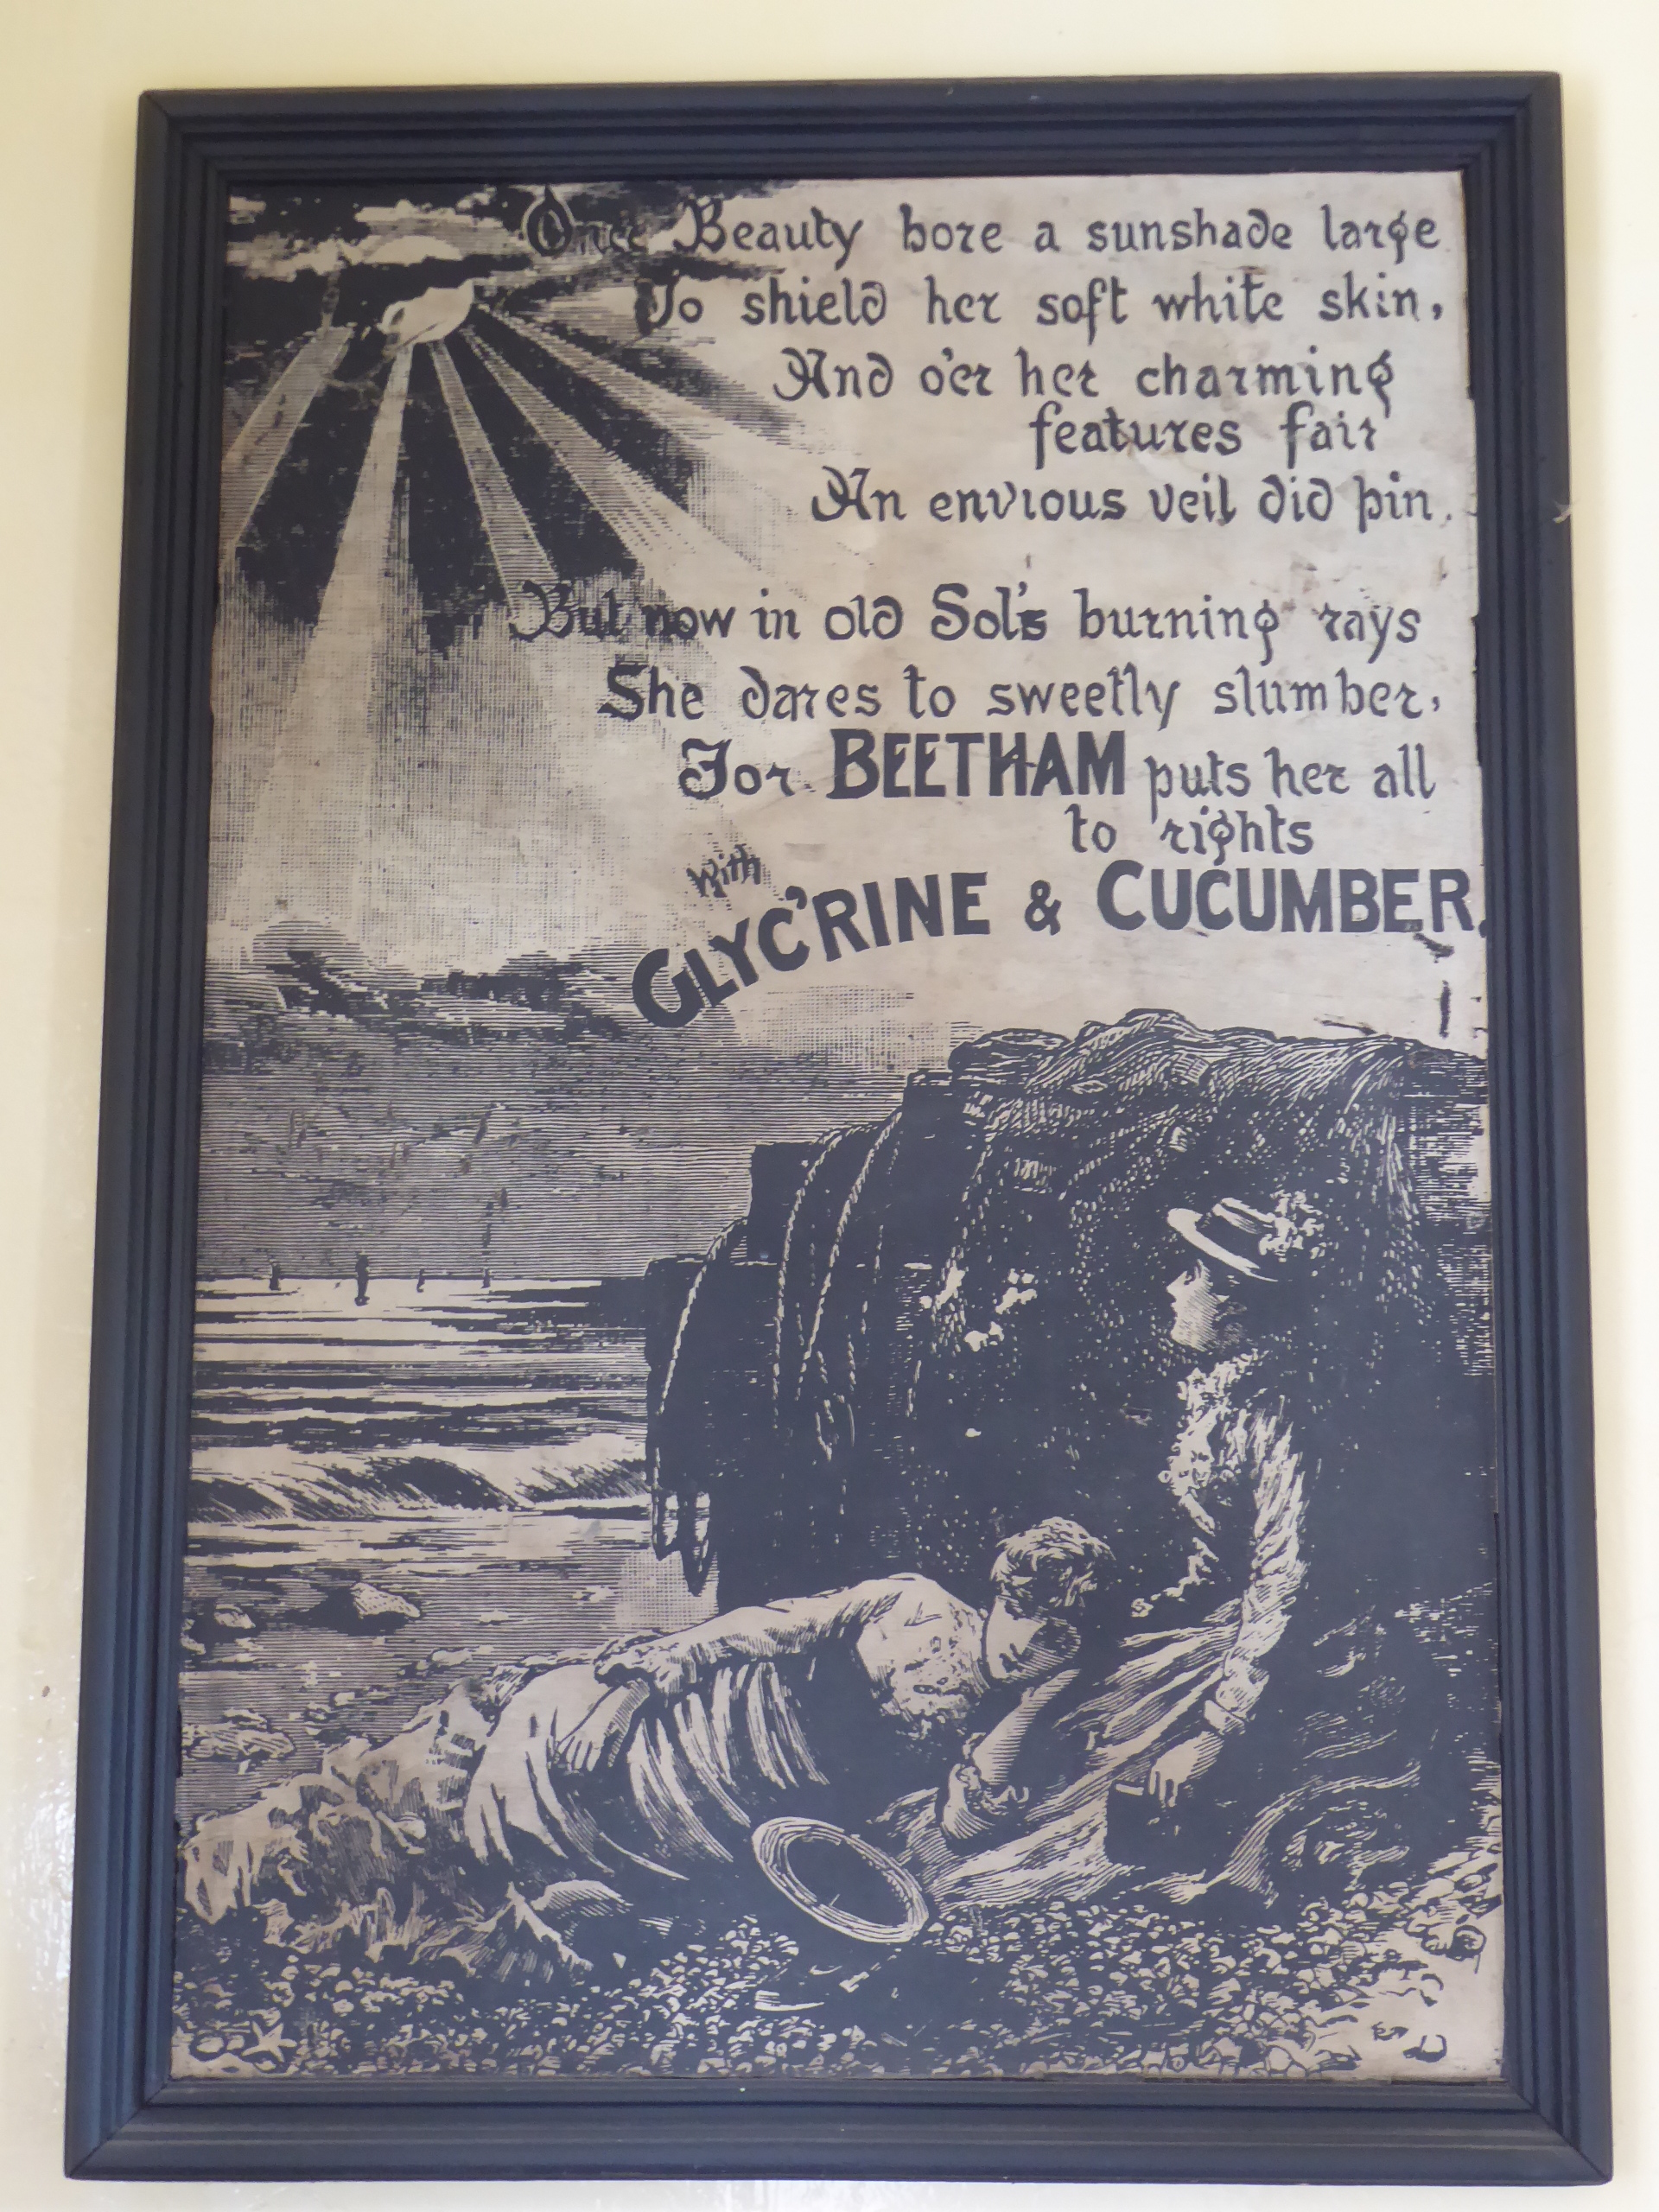 Once Beauty bore a sunshade large
To shield her soft white skin,
And o'er her charming
features fair
An envious veil did pin.
But now in old Sol's burning rays
She dares to sweetly slumber,
For BEETHAM puts her all
to rights
With
GLYC'RINE & CUCUMBER.